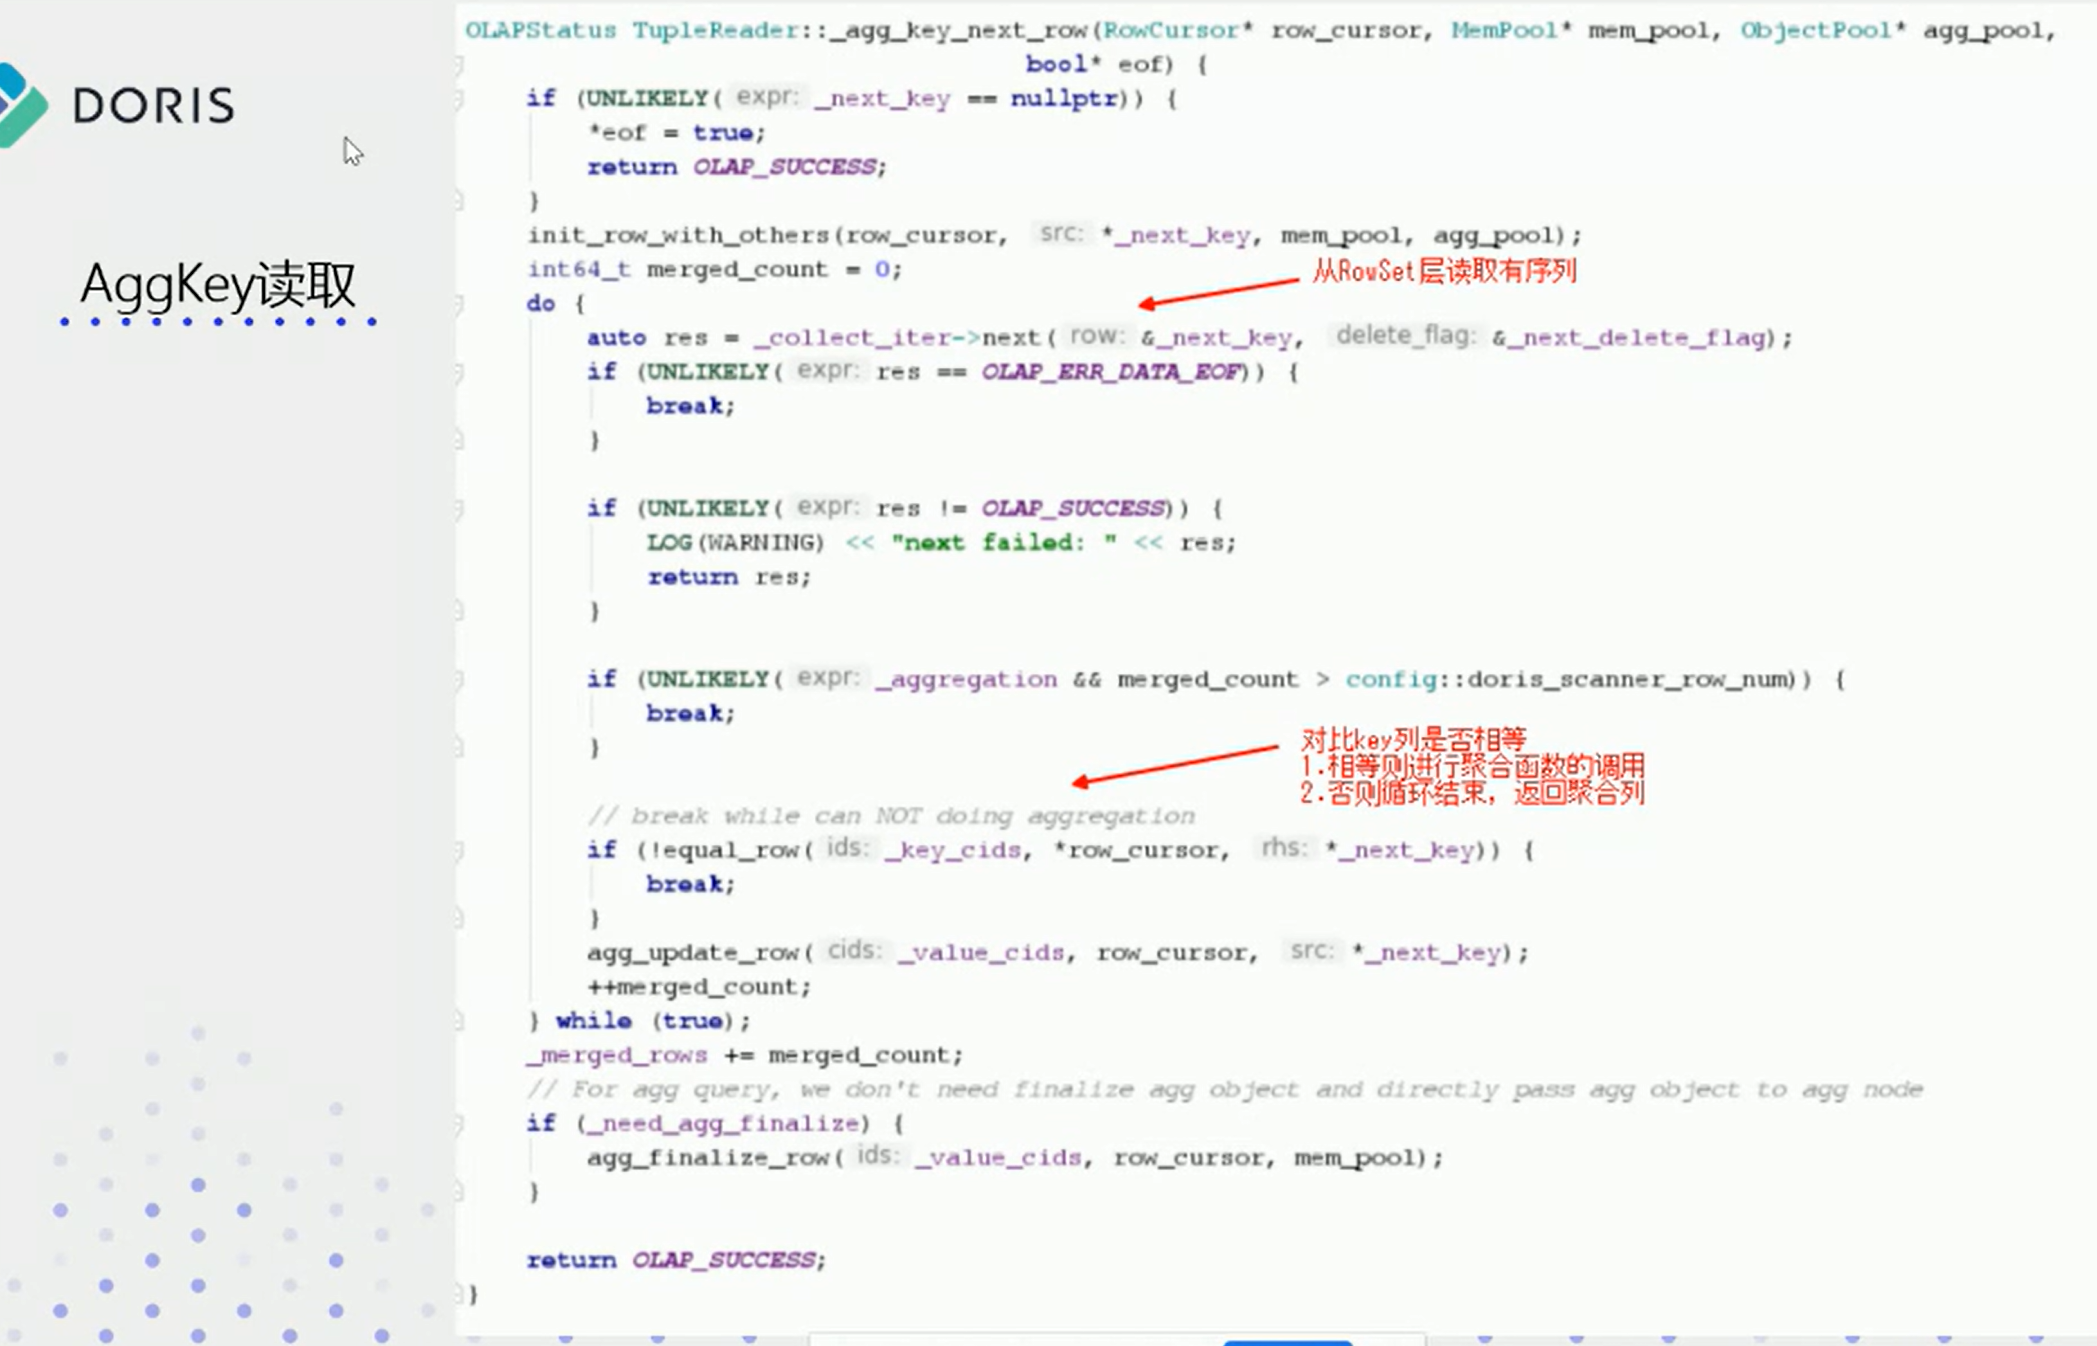 DORIS
AggKey读取
OLAPStatus TupleReader::_agg_key_next_row(RowCursor* row_cursor, MemPool* mem_pool, ObjectPool* agg_pool,
bool* eof) {
if (UNLIKELY( expr: _next_key == nullptr)) {
*eof = true;
return OLAP_SUCCESS;
}
init_row_with_others(row_cursor, src: *_next_key, mem_pool, agg_pool);
int64_t merged_count = 0;
从RowSet层读取有序列
do {
auto res = _collect_iter->next( row: &_next_key, delete_flag: &_next_delete_flag);
if (UNLIKELY( expr: res == OLAP_ERR_DATA_EOF)) {
break;
}
if (UNLIKELY( expr: res != OLAP_SUCCESS)) {
LOG(WARNING) << "next failed: " << res;
return res;
}
if (UNLIKELY( expr: _aggregation && merged_count > config::doris_scanner_row_num)) {
break;
}
对比key列是否相等
1.相等则进行聚合函数的调用
2.否则循环结束，返回聚合列
// break while can NOT doing aggregation
if (!equal_row( ids: _key_cids, *row_cursor, rhs: *_next_key)) {
break;
}
agg_update_row( cids: _value_cids, row_cursor, src: *_next_key);
++merged_count;
} while (true);
_merged_rows += merged_count;
// For agg query, we don't need finalize agg object and directly pass agg object to agg node
if (_need_agg_finalize) {
agg_finalize_row( ids: _value_cids, row_cursor, mem_pool);
}
return OLAP_SUCCESS;
}